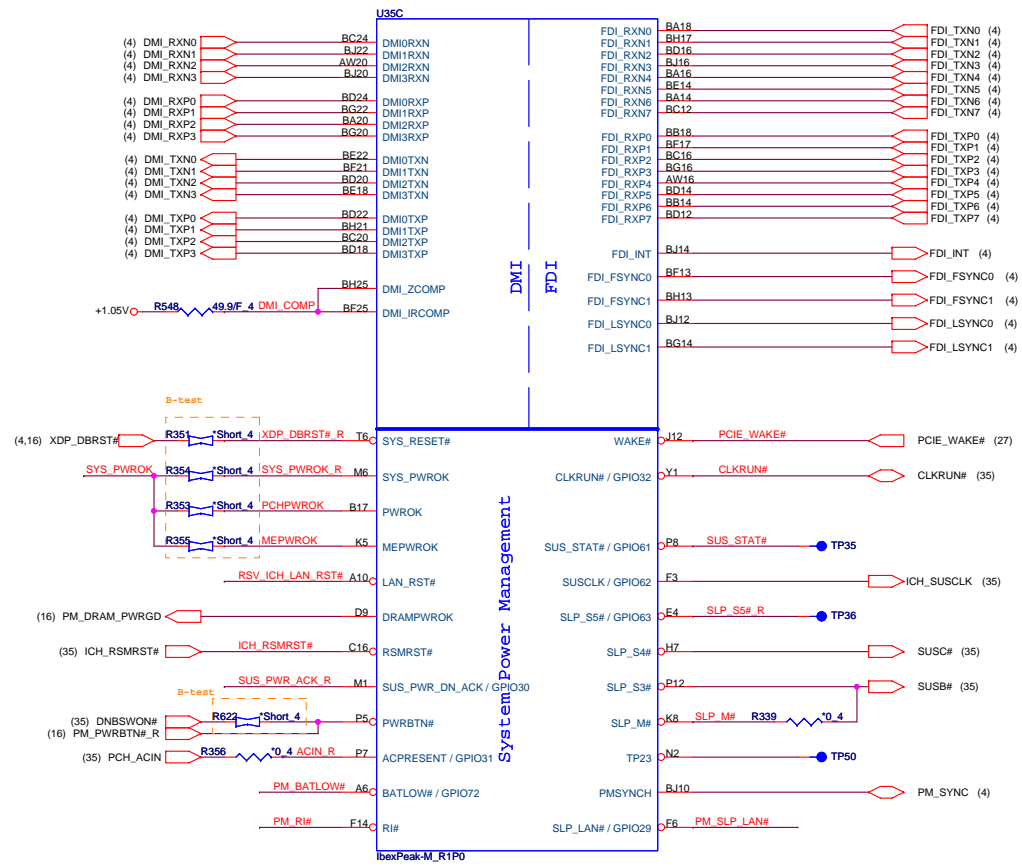 U35C
(4) DMI_RXN0 BC24 DMI0RXN
(4) DMI_RXN1 BJ22 DMI1RXN
(4) DMI_RXN2 AW20 DMI2RXN
(4) DMI_RXN3 BJ20 DMI3RXN
(4) DMI_RXP0 BD24 DMI0RXP
(4) DMI_RXP1 BG22 DMI1RXP
(4) DMI_RXP2 BA20 DMI2RXP
(4) DMI_RXP3 BG20 DMI3RXP
(4) DMI_TXN0 BE22 DMI0TXN
(4) DMI_TXN1 BF21 DMI1TXN
(4) DMI_TXN2 BD20 DMI2TXN
(4) DMI_TXN3 BE18 DMI3TXN
(4) DMI_TXP0 BD22 DMI0TXP
(4) DMI_TXP1 BH21 DMI1TXP
(4) DMI_TXP2 BC20 DMI2TXP
(4) DMI_TXP3 BD18 DMI3TXP
BH25 DMI_ZCOMP
+1.05V R548 49.9/F_4 DMI_COMP BF25 DMI_IRCOMP
DMI
FDI
FDI_RXN0 BA18 FDI_TXN0 (4)
FDI_RXN1 BH17 FDI_TXN1 (4)
FDI_RXN2 BD16 FDI_TXN2 (4)
FDI_RXN3 BJ16 FDI_TXN3 (4)
FDI_RXN4 BA16 FDI_TXN4 (4)
FDI_RXN5 BE14 FDI_TXN5 (4)
FDI_RXN6 BA14 FDI_TXN6 (4)
FDI_RXN7 BC12 FDI_TXN7 (4)
FDI_RXP0 BB18 FDI_TXP0 (4)
FDI_RXP1 BF17 FDI_TXP1 (4)
FDI_RXP2 BC16 FDI_TXP2 (4)
FDI_RXP3 BG16 FDI_TXP3 (4)
FDI_RXP4 AW16 FDI_TXP4 (4)
FDI_RXP5 BD14 FDI_TXP5 (4)
FDI_RXP6 BB14 FDI_TXP6 (4)
FDI_RXP7 BD12 FDI_TXP7 (4)
FDI_INT BJ14 FDI_INT (4)
FDI_FSYNC0 BF13 FDI_FSYNC0 (4)
FDI_FSYNC1 BH13 FDI_FSYNC1 (4)
FDI_LSYNC0 BJ12 FDI_LSYNC0 (4)
FDI_LSYNC1 BG14 FDI_LSYNC1 (4)
B-test
(4,16) XDP_DBRST# R351 *Short_4 XDP_DBRST#_R T6 SYS_RESET#
SYS_PWROK R354 *Short_4 SYS_PWROK_R M6 SYS_PWROK
R353 *Short_4 PCHPWROK B17 PWROK
R355 *Short_4 MEPWROK K5 MEPWROK
RSV_ICH_LAN_RST# A10 LAN_RST#
(16) PM_DRAM_PWRGD D9 DRAMPWROK
(35) ICH_RSMRST# ICH_RSMRST# C16 RSMRST#
SUS_PWR_ACK_R M1 SUS_PWR_DN_ACK / GPIO30
B-test
(35) DNBSWON# R622 *Short_4 P5 PWRBTN#
(16) PM_PWRBTN#_R
(35) PCH_ACIN R356 *0_4 ACIN_R P7 ACPRESENT / GPIO31
PM_BATLOW# A6 BATLOW# / GPIO72
PM_RI# F14 RI#
System Power Management
WAKE# J12 PCIE_WAKE# PCIE_WAKE# (27)
CLKRUN# / GPIO32 Y1 CLKRUN# CLKRUN# (35)
SUS_STAT# / GPIO61 P8 SUS_STAT# TP35
SUSCLK / GPIO62 F3 ICH_SUSCLK (35)
SLP_S5# / GPIO63 E4 SLP_S5#_R TP36
SLP_S4# H7 SUSC# (35)
SLP_S3# P12 SUSB# (35)
SLP_M# K8 SLP_M# R339 *0_4
TP23 N2 TP50
PMSYNCH BJ10 PM_SYNC (4)
SLP_LAN# / GPIO29 F6 PM_SLP_LAN#
IbexPeak-M_R1P0